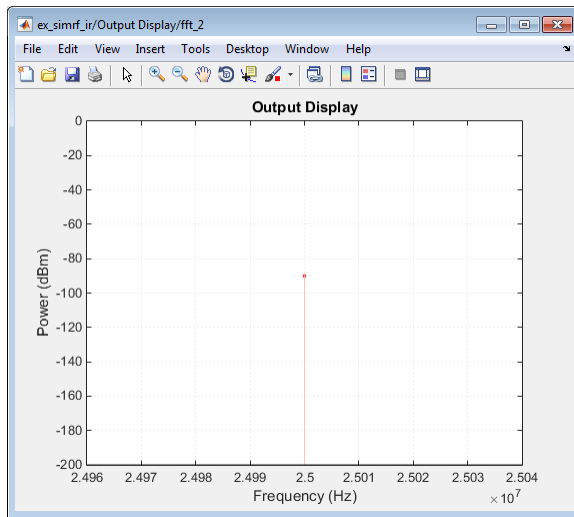 ex_simrf_ir/Output Display/fft_2
File Edit View Insert Tools Desktop Window Help
Output Display
0
-20
-40
-60
-80
-100
-120
-140
-160
-180
-200
Power (dBm)
2.496 2.497 2.498 2.499 2.5 2.501 2.502 2.503 2.504
Frequency (Hz)
×10⁷